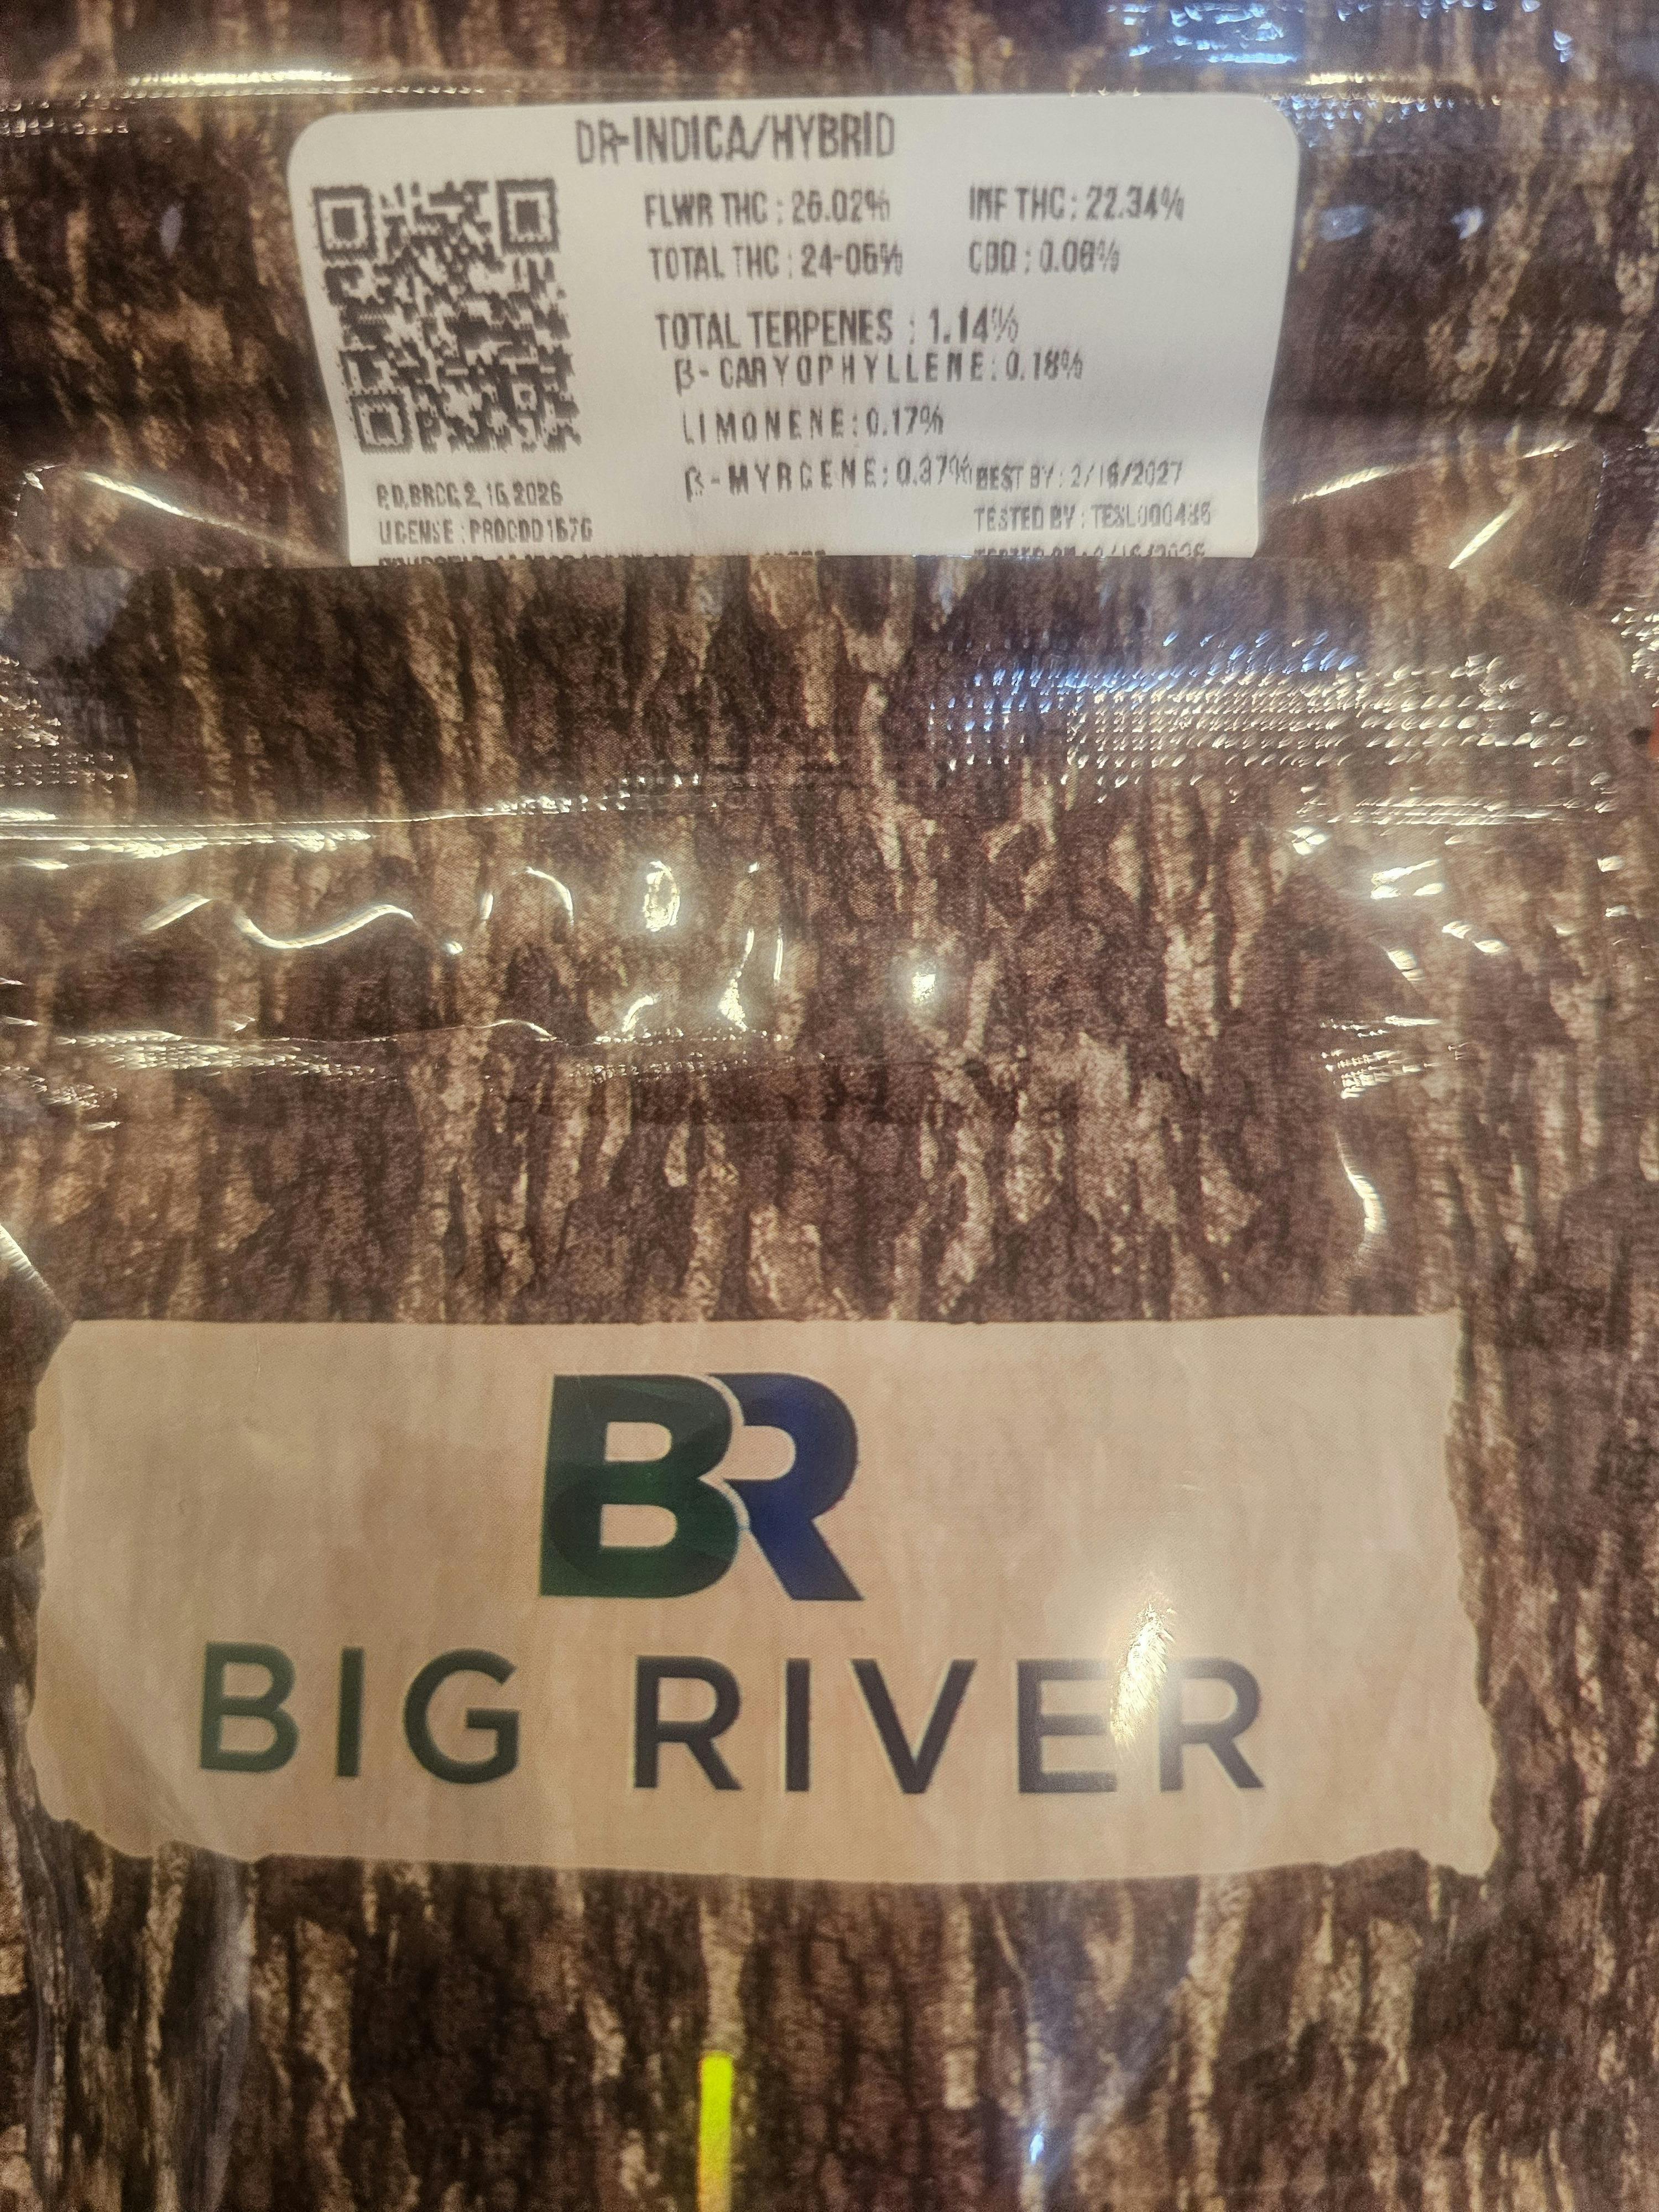 DR-INDICA/HYBRID
FLWR THC : 26.02% INF THC : 22.34%
TOTAL THC : 24-06% CBD : 0.06%
TOTAL TERPENES : 1.14%
β- CARYOPHYLLENE: 0.18%
LIMONENE: 0.17%
β-MYRCENE: 0.37% BEST BY : 2/16/2027
2026
LICENSE :
TESTED BY :
BR
BIG RIVER